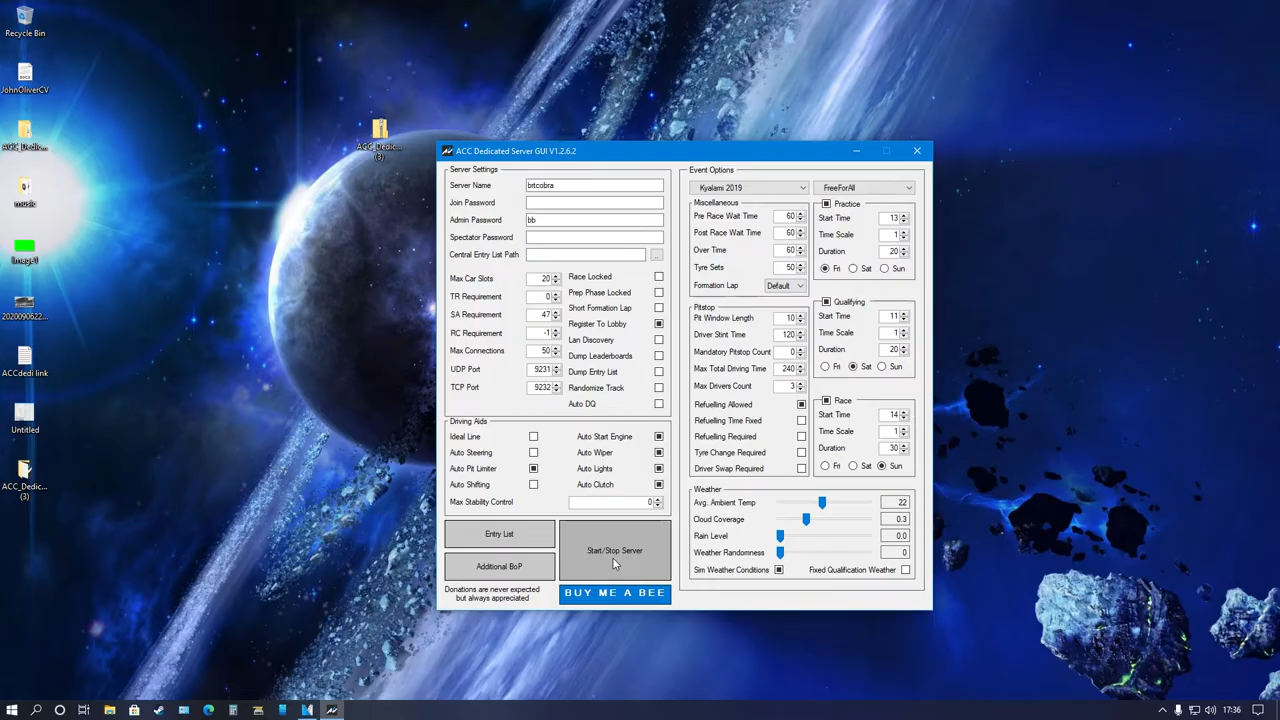 Recycle Bin
JohnOliverCV
ACC_Dedic...
music
image1
2020090622...
ACCdedi link
Untitled
ACC_Dedic...
(3)
ACC_Dedic...
(3)
ACC Dedicated Server GUI V1.2.6.2
Server Settings
Server Name brtcobra
Join Password
Admin Password bb
Spectator Password
Central Entry List Path ...
Max Car Slots 20
TR Requirement 0
SA Requirement 47
RC Requirement -1
Max Connections 50
UDP Port 9231
TCP Port 9232
Race Locked
Prep Phase Locked
Short Formation Lap
Register To Lobby
Lan Discovery
Dump Leaderboards
Dump Entry List
Randomize Track
Auto DQ
Driving Aids
Ideal Line
Auto Steering
Auto Pit Limiter
Auto Shifting
Auto Start Engine
Auto Wiper
Auto Lights
Auto Clutch
Max Stability Control 0
Entry List
Additional BoP
Start/Stop Server
Donations are never expected
but always appreciated
BUY ME A BEE
Event Options
Kyalami 2019
FreeForAll
Miscellaneous
Pre Race Wait Time 60
Post Race Wait Time 60
Over Time 60
Tyre Sets 50
Formation Lap Default
Pitstop
Pit Window Length 10
Driver Stint Time 120
Mandatory Pitstop Count 0
Max Total Driving Time 240
Max Drivers Count 3
Refuelling Allowed
Refuelling Time Fixed
Refuelling Required
Tyre Change Required
Driver Swap Required
Practice
Start Time 13
Time Scale 1
Duration 20
Fri Sat Sun
Qualifying
Start Time 11
Time Scale 1
Duration 20
Fri Sat Sun
Race
Start Time 14
Time Scale 1
Duration 30
Fri Sat Sun
Weather
Avg. Ambient Temp 22
Cloud Coverage 0.3
Rain Level 0.0
Weather Randomness 0
Sim Weather Conditions
Fixed Qualification Weather
17:36